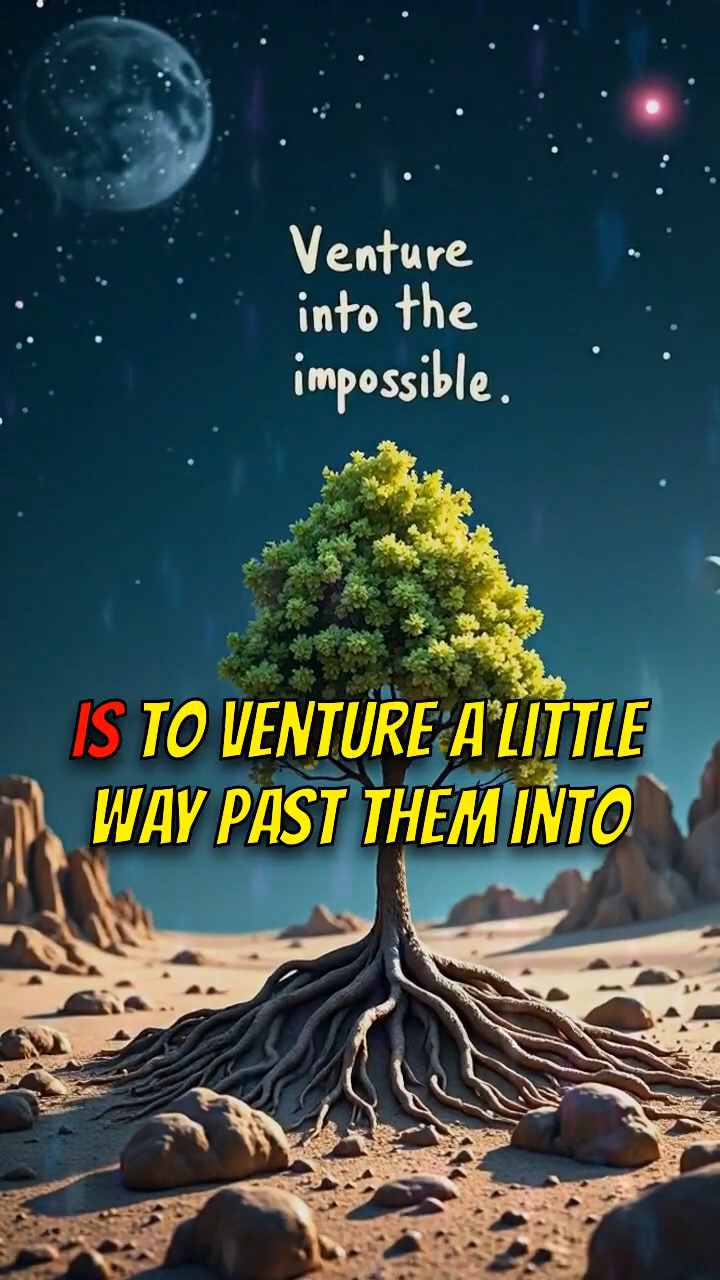 Venture
into the
impossible.
IS TO VENTURE A LITTLE
WAY PAST THEM INTO